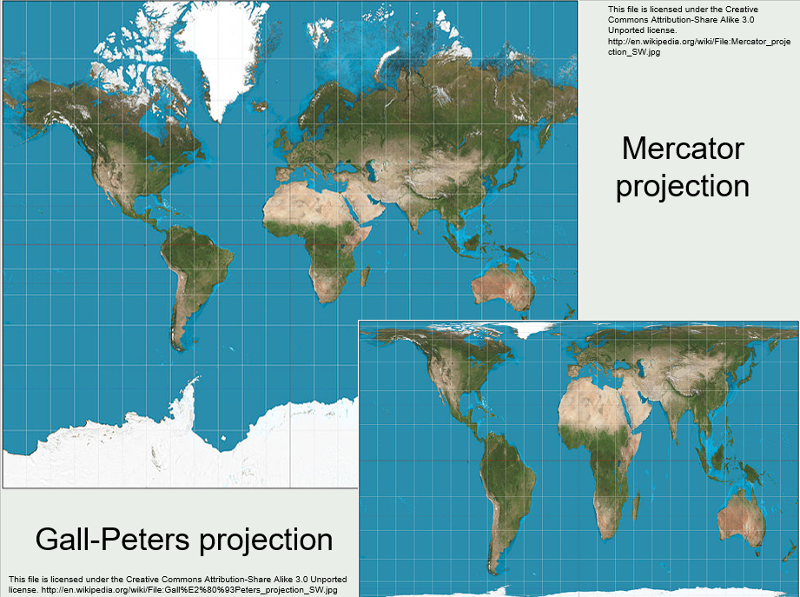 This file is licensed under the Creative
Commons Attribution-Share Alike 3.0
Unported license.
http://en.wikipedia.org/wiki/File:Mercator_proje
ction_SW.jpg
Mercator
projection
Gall-Peters projection
This file is licensed under the Creative Commons Attribution-Share Alike 3.0 Unported
license. http://en.wikipedia.org/wiki/File:Gall%E2%80%93Peters_projection_SW.jpg